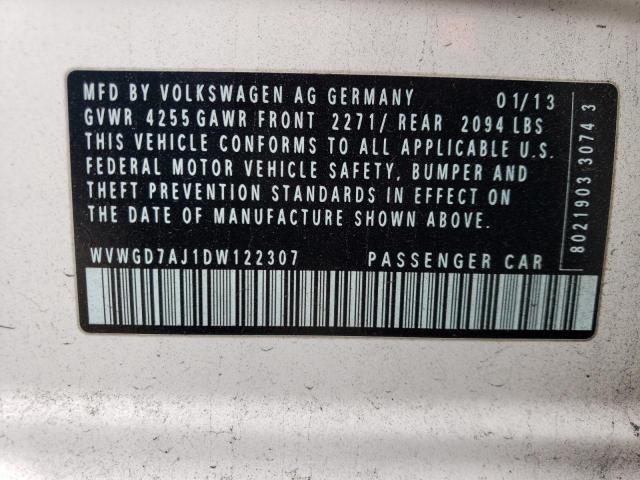 MFD BY VOLKSWAGEN AG GERMANY 01/13
GVWR 4255 GAWR FRONT 2271/ REAR 2094 LBS
THIS VEHICLE CONFORMS TO ALL APPLICABLE U.S.
FEDERAL MOTOR VEHICLE SAFETY, BUMPER AND
THEFT PREVENTION STANDARDS IN EFFECT ON
THE DATE OF MANUFACTURE SHOWN ABOVE.
WVWGD7AJ1DW122307 PASSENGER CAR
8021903 3074 3